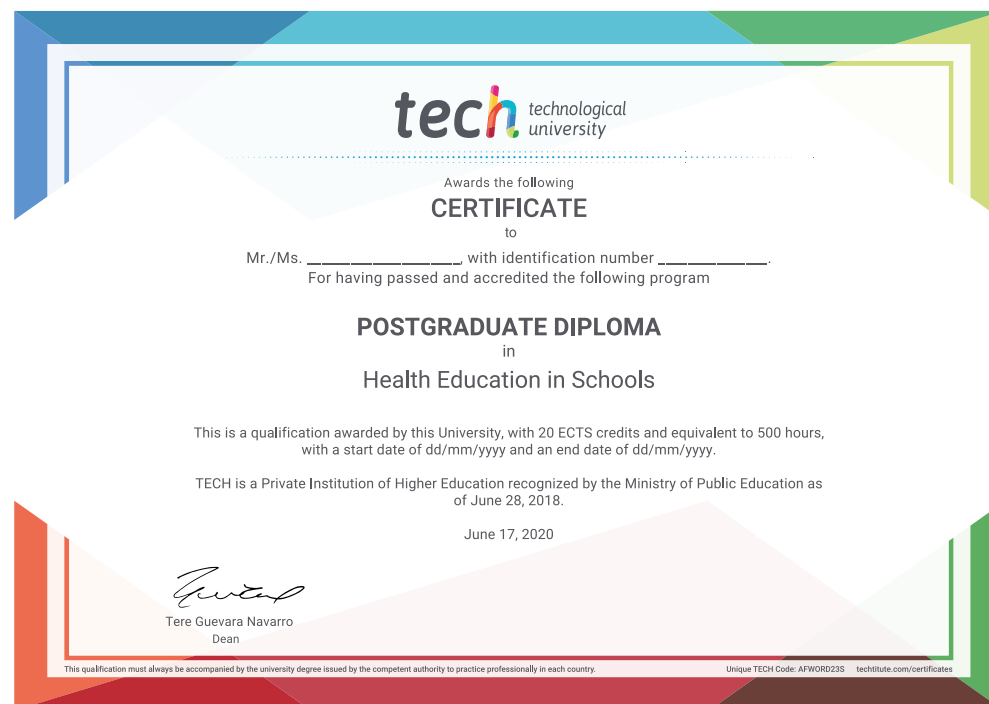 tech technological
university
Awards the following
CERTIFICATE
to
Mr./Ms. ____________________, with identification number ______________.
For having passed and accredited the following program
POSTGRADUATE DIPLOMA
in
Health Education in Schools
This is a qualification awarded by this University, with 20 ECTS credits and equivalent to 500 hours,
with a start date of dd/mm/yyyy and an end date of dd/mm/yyyy.
TECH is a Private Institution of Higher Education recognized by the Ministry of Public Education as
of June 28, 2018.
June 17, 2020
Tere Guevara Navarro
Dean
This qualification must always be accompanied by the university degree issued by the competent authority to practice professionally in each country. Unique TECH Code: AFWORD23S techtitute.com/certificates